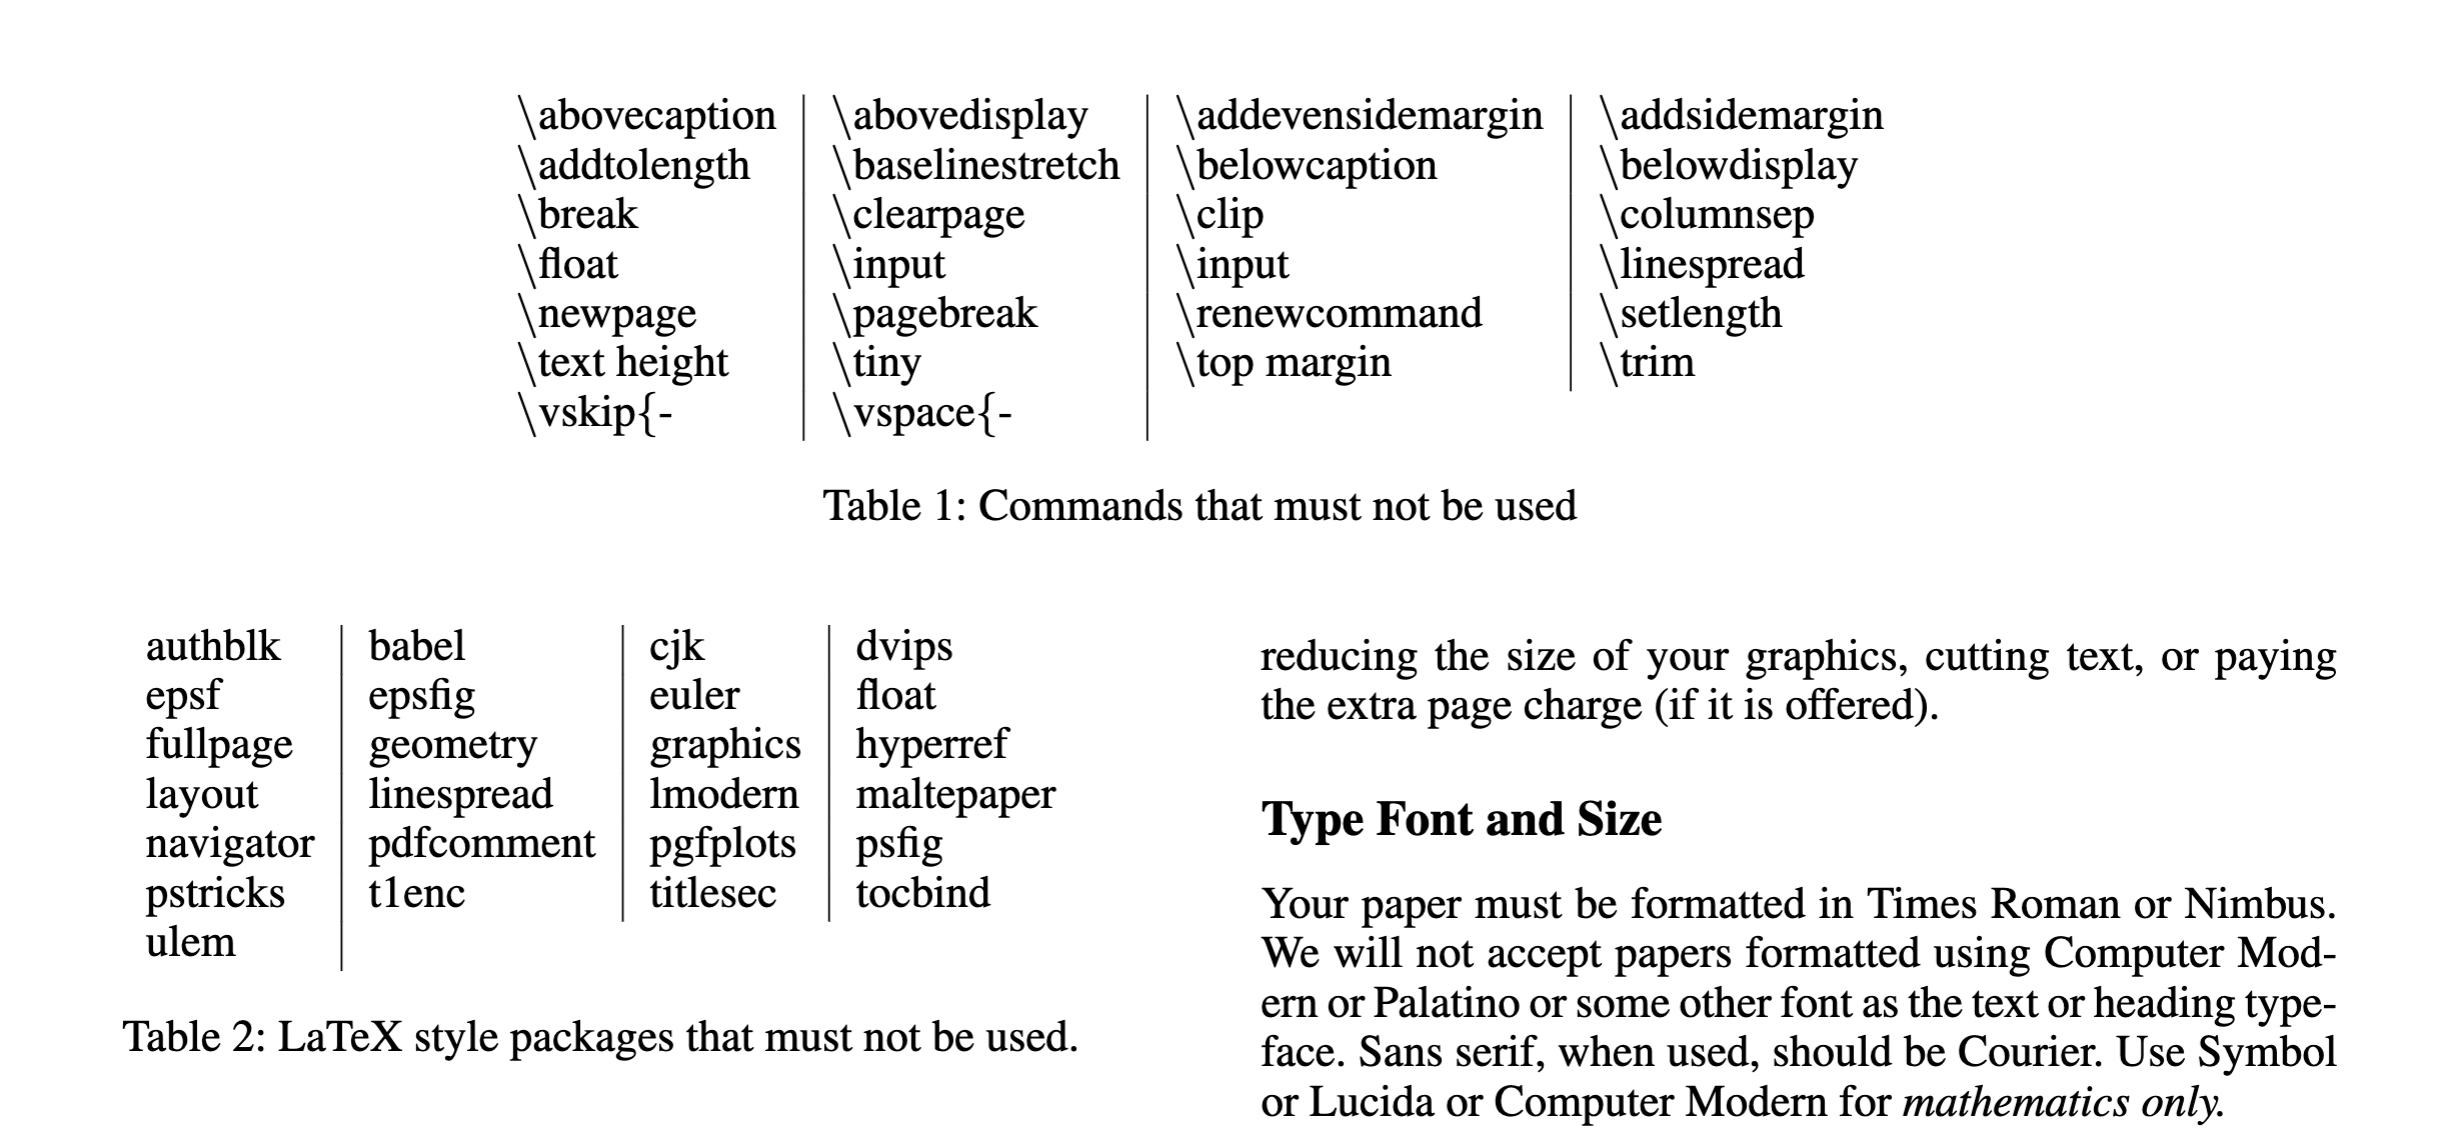 \abovecaption \abovedisplay \addevensidemargin \addsidemargin
\addtolength \baselinestretch \belowcaption \belowdisplay
\break \clearpage \clip \columnsep
\float \input \input \linespread
\newpage \pagebreak \renewcommand \setlength
\text height \tiny \top margin \trim
\vskip{- \vspace{-
Table 1: Commands that must not be used
authblk babel cjk dvips
epsf epsfig euler float
fullpage geometry graphics hyperref
layout linespread lmodern maltepaper
navigator pdfcomment pgfplots psfig
pstricks t1enc titlesec tocbind
ulem
Table 2: LaTeX style packages that must not be used.
reducing the size of your graphics, cutting text, or paying
the extra page charge (if it is offered).
Type Font and Size
Your paper must be formatted in Times Roman or Nimbus.
We will not accept papers formatted using Computer Mod-
ern or Palatino or some other font as the text or heading type-
face. Sans serif, when used, should be Courier. Use Symbol
or Lucida or Computer Modern for mathematics only.